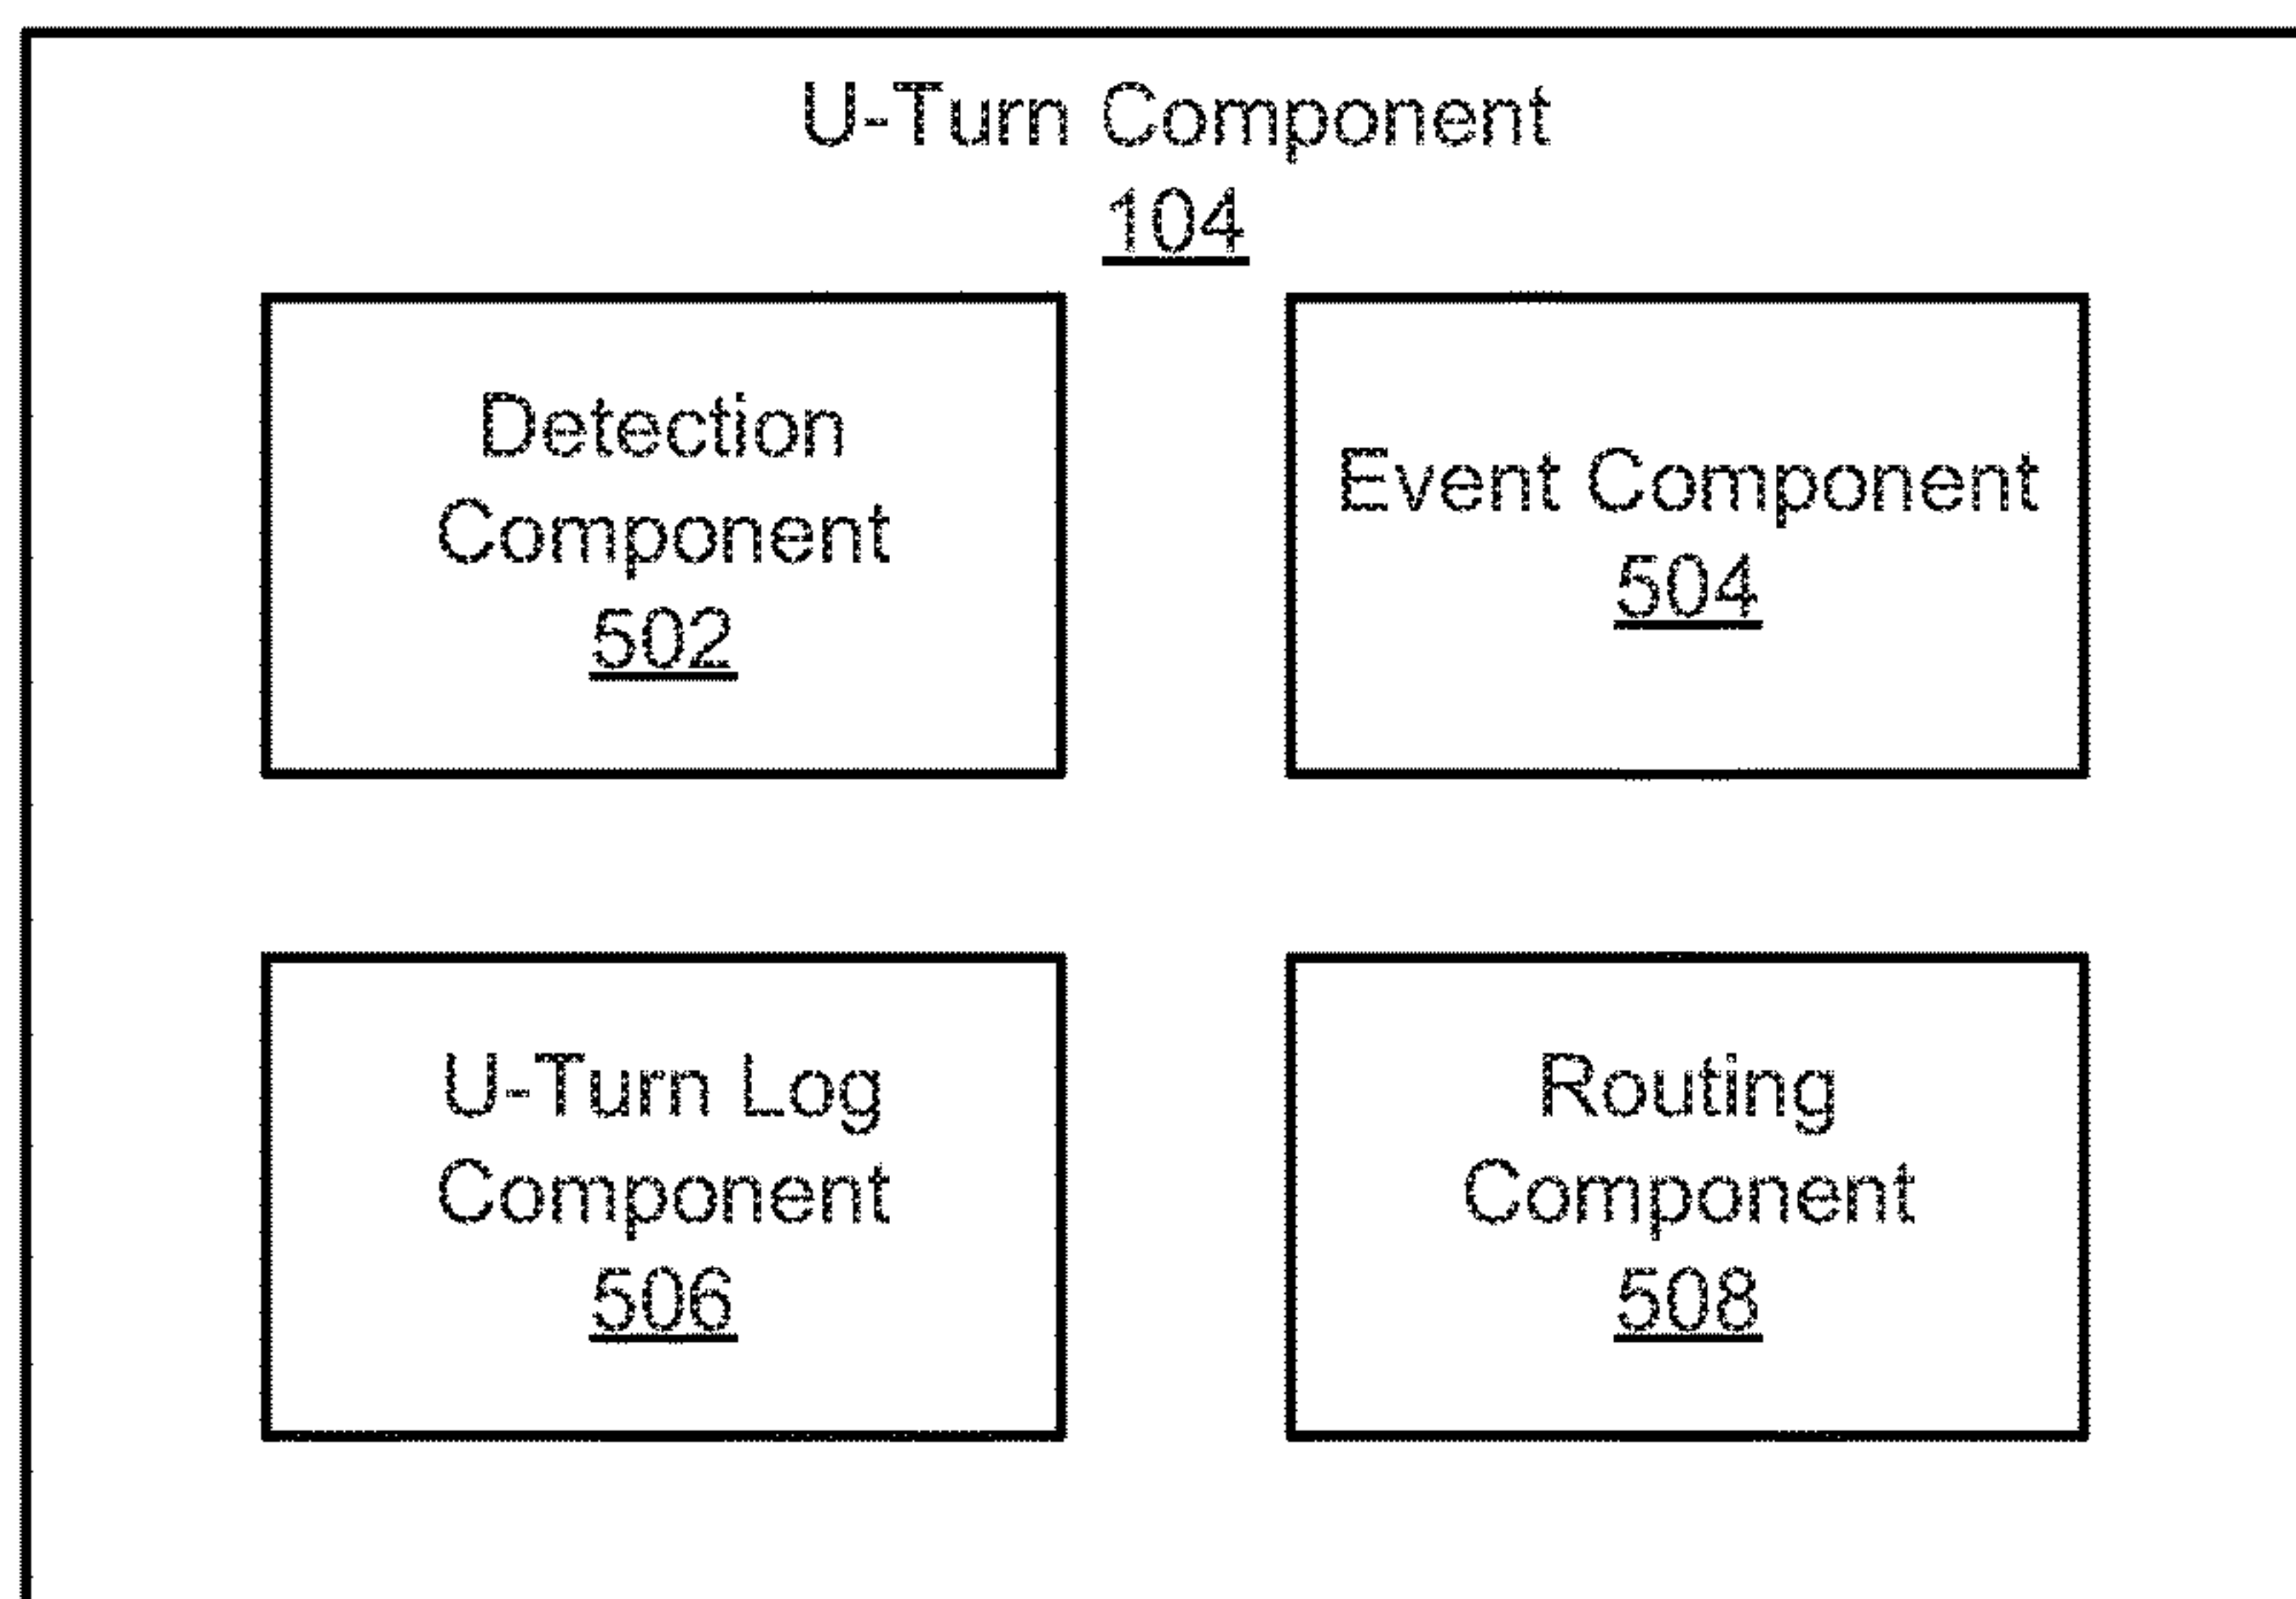 U-Turn Component
104
Detection
Component
502
Event Component
504
U-Turn Log
Component
506
Routing
Component
508